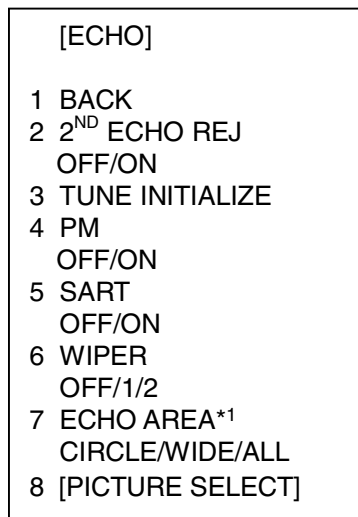 [ECHO]
1 BACK
2 2ND ECHO REJ
OFF/ON
3 TUNE INITIALIZE
4 PM
OFF/ON
5 SART
OFF/ON
6 WIPER
OFF/1/2
7 ECHO AREA*1
CIRCLE/WIDE/ALL
8 [PICTURE SELECT]